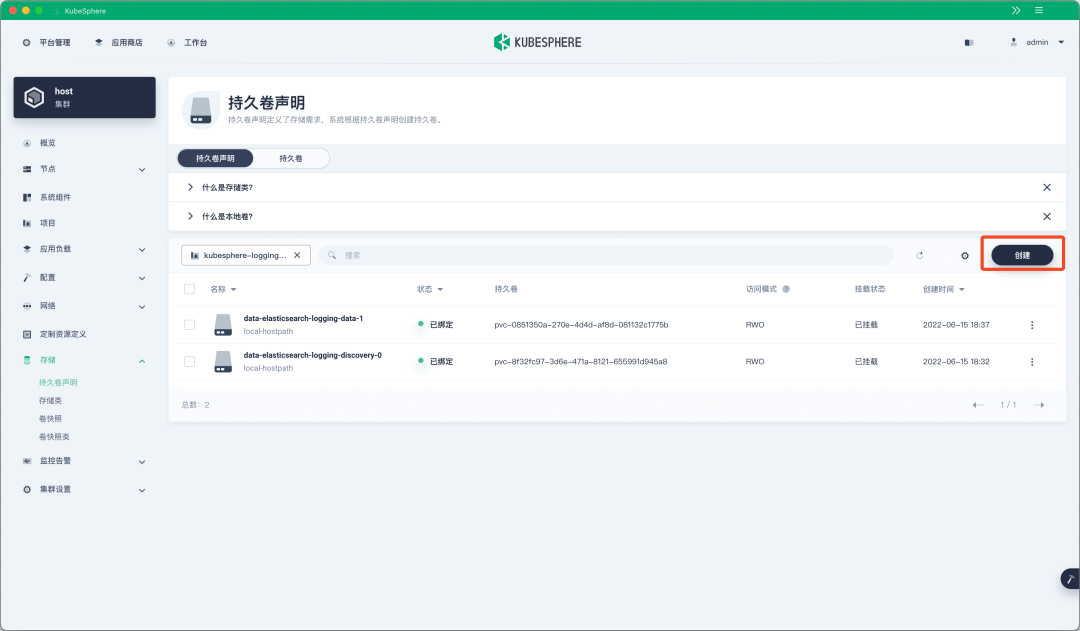 KubeSphere
平台管理 应用商店 工作台 KUBESPHERE admin
host
集群
概览
节点
系统组件
项目
应用负载
配置
网络
定制资源定义
存储
持久卷声明
存储类
卷快照
卷快照类
监控告警
集群设置
持久卷声明
持久卷声明定义了存储需求，系统根据持久卷声明创建持久卷。
持久卷声明 持久卷
什么是存储类?
什么是本地卷?
kubesphere-logging... 搜索 创建
名称 状态 持久卷 访问模式 挂载状态 创建时间
data-elasticsearch-logging-data-1
local-hostpath
已绑定 pvc-0851350a-270e-4d4d-af8d-081132c1775b RWO 已挂载 2022-06-15 18:37
data-elasticsearch-logging-discovery-0
local-hostpath
已绑定 pvc-8f32fc97-3d6e-471a-8121-655991d945a8 RWO 已挂载 2022-06-15 18:32
总数：2 1 / 1